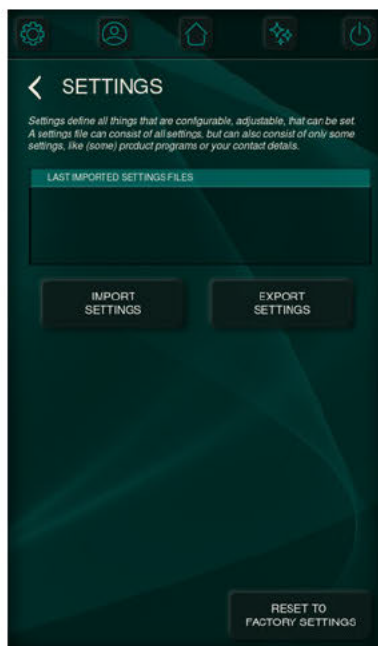 SETTINGS
Settings define all things that are configurable, adjustable, that can be set.
A settings file can consist of all settings, but can also consist of only some
settings, like (some) product programs or your contact details.
LAST IMPORTED SETTINGS FILES
IMPORT
SETTINGS
EXPORT
SETTINGS
RESET TO
FACTORY SETTINGS